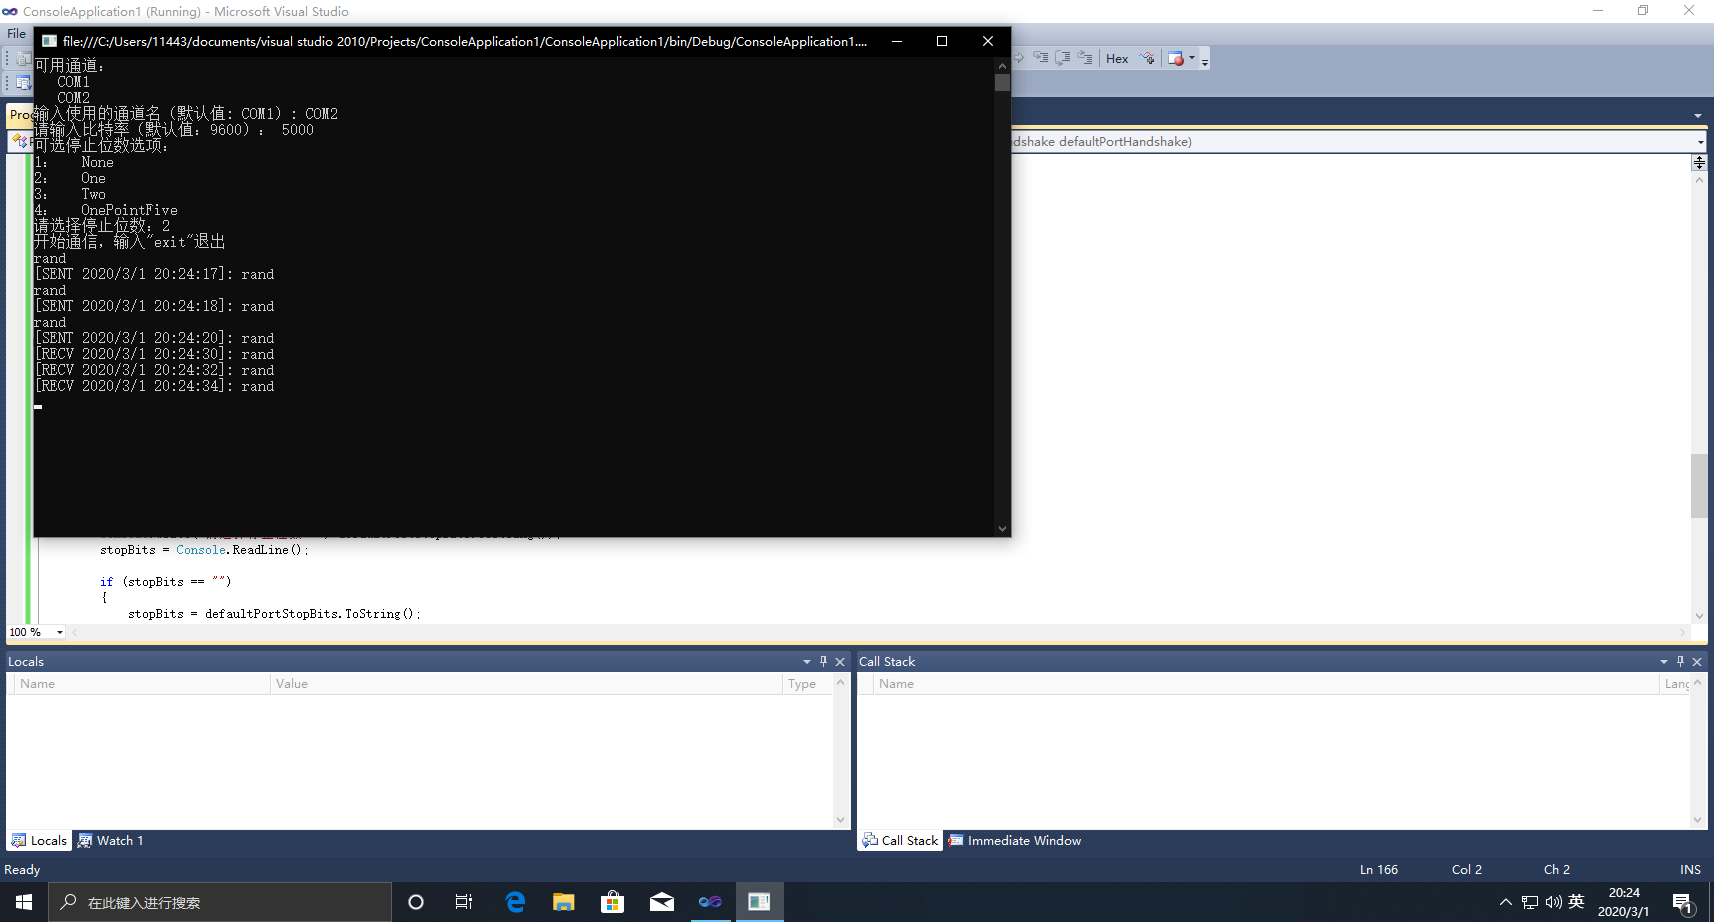 ConsoleApplication1 (Running) - Microsoft Visual Studio
File
file:///C:/Users/11443/documents/visual studio 2010/Projects/ConsoleApplication1/ConsoleApplication1/bin/Debug/ConsoleApplication1....
Hex
可用通道:
COM1
COM2
输入使用的通道名（默认值: COM1）: COM2
请输入比特率（默认值: 9600）: 5000
可选停止位数选项:
1: None
2: One
3: Two
4: OnePointFive
请选择停止位数: 2
开始通信, 输入"exit"退出
rand
[SENT 2020/3/1 20:24:17]: rand
rand
[SENT 2020/3/1 20:24:18]: rand
rand
[SENT 2020/3/1 20:24:20]: rand
[RECV 2020/3/1 20:24:30]: rand
[RECV 2020/3/1 20:24:32]: rand
[RECV 2020/3/1 20:24:34]: rand
defaultPortHandshake)
stopBits = Console.ReadLine();
if (stopBits == "")
{
stopBits = defaultPortStopBits.ToString();
100 %
Locals
Name Value Type
Call Stack
Name
Locals Watch 1
Call Stack Immediate Window
Ready
Ln 166 Col 2 Ch 2 INS
在此键入进行搜索
英
20:24
2020/3/1
1